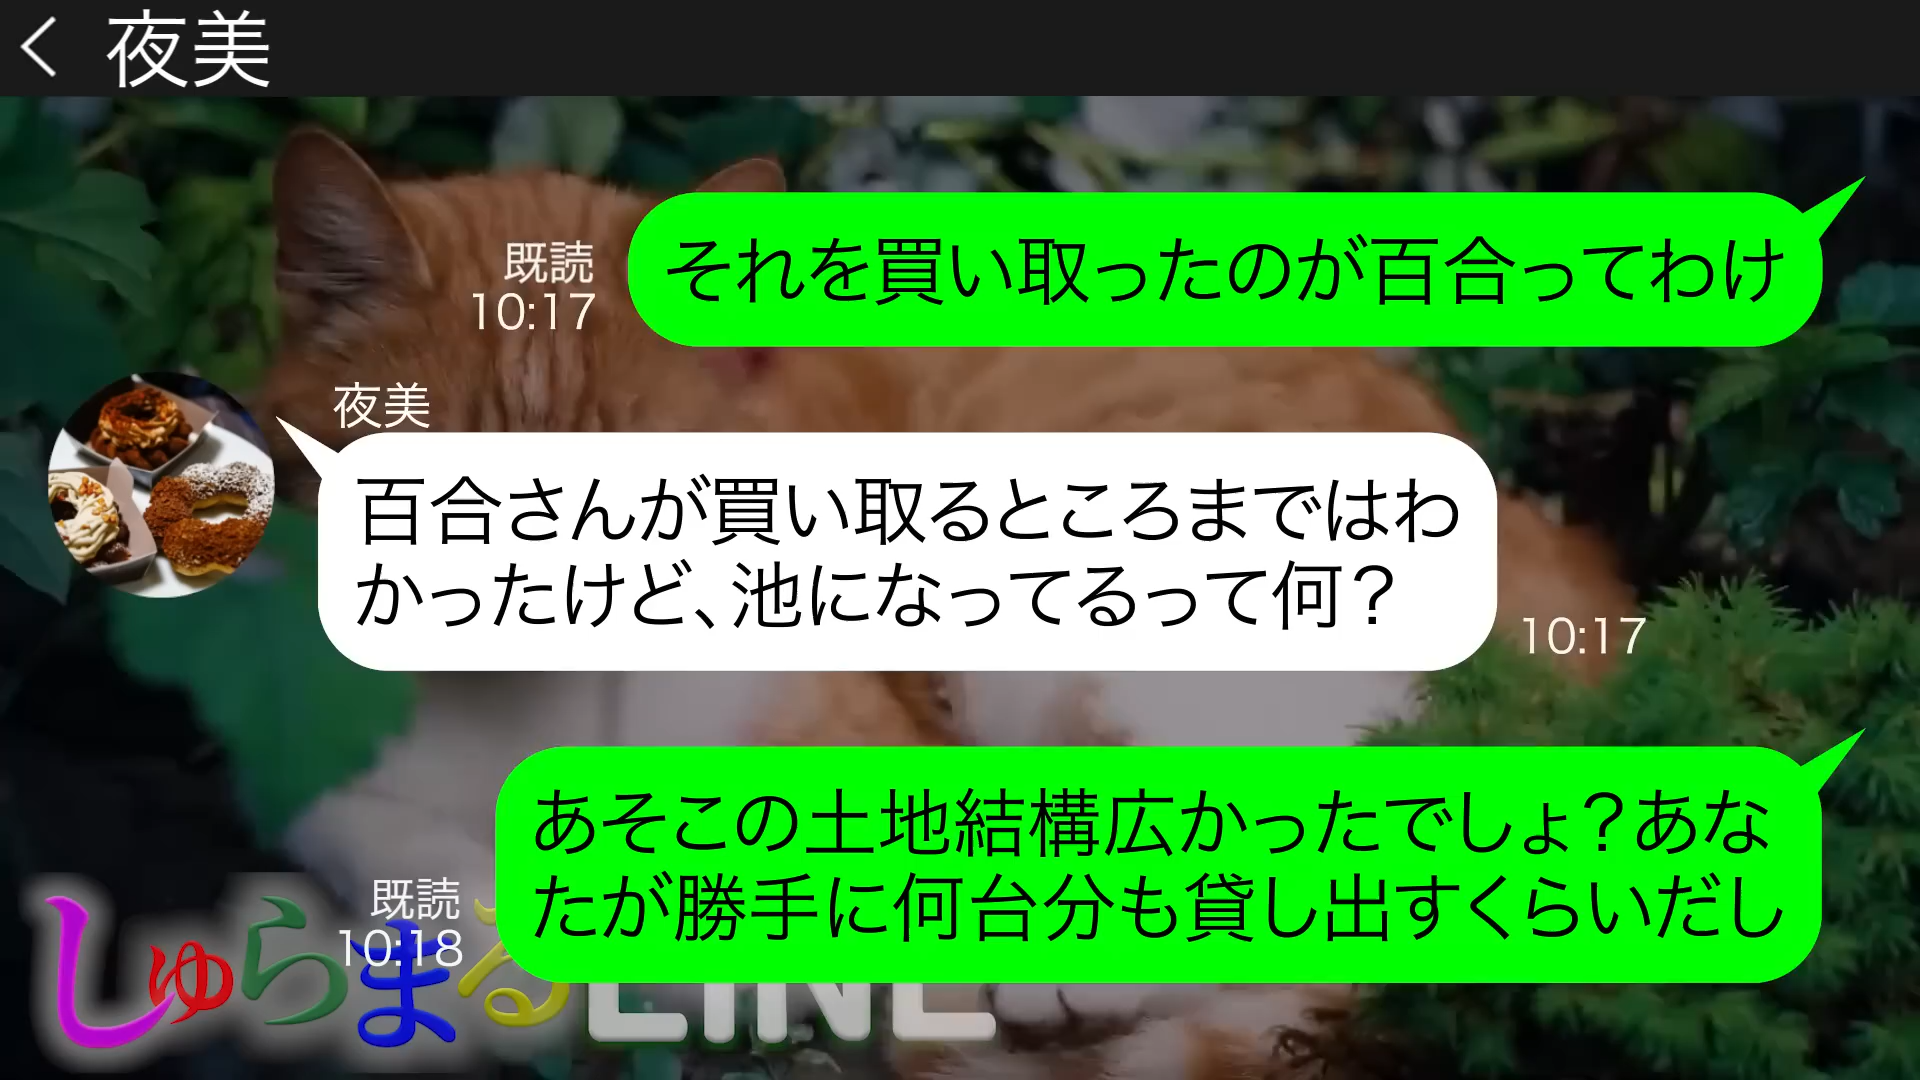 夜美
それを買い取ったのが百合ってわけ
既読
10:17
夜美
百合さんが買い取るところまではわ
かったけど、池になってるって何？
10:17
あそこの土地結構広かったでしょ？あな
たが勝手に何台分も貸し出すくらいだし
既読
10:18
しゅらまるLINE